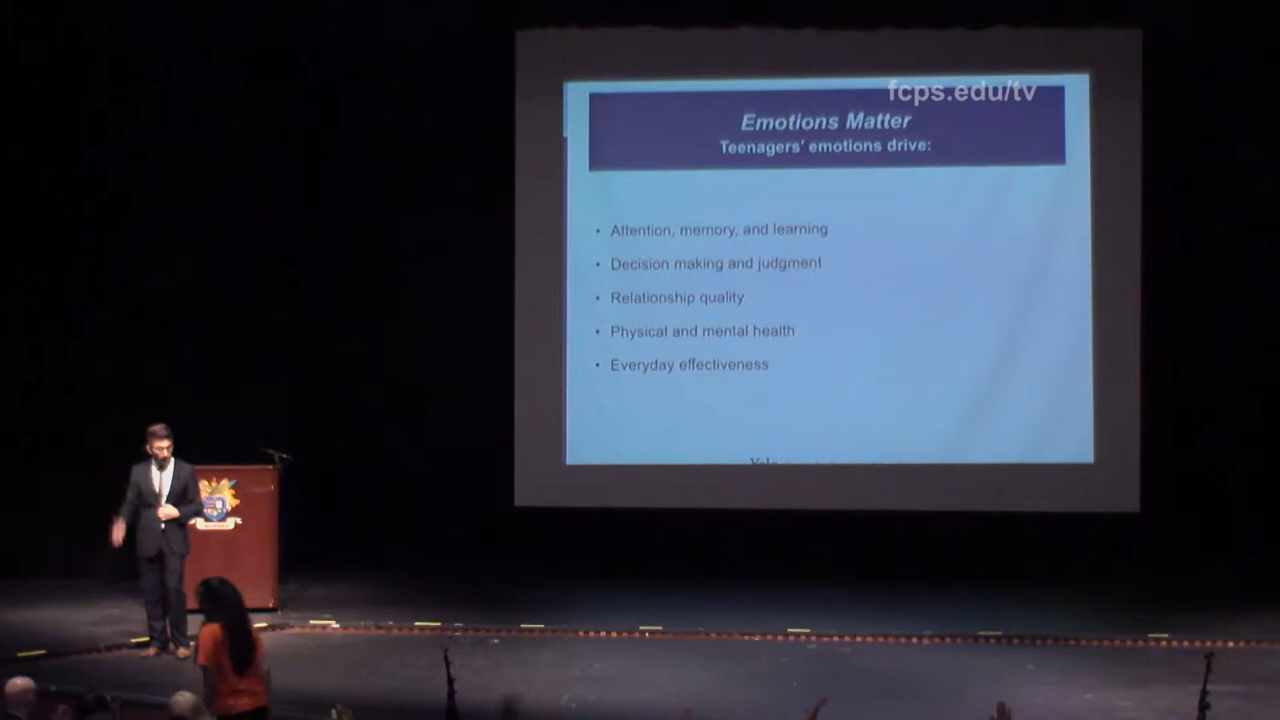 fcps.edu/tv
Emotions Matter
Teenagers' emotions drive:
• Attention, memory, and learning
• Decision making and judgment
• Relationship quality
• Physical and mental health
• Everyday effectiveness